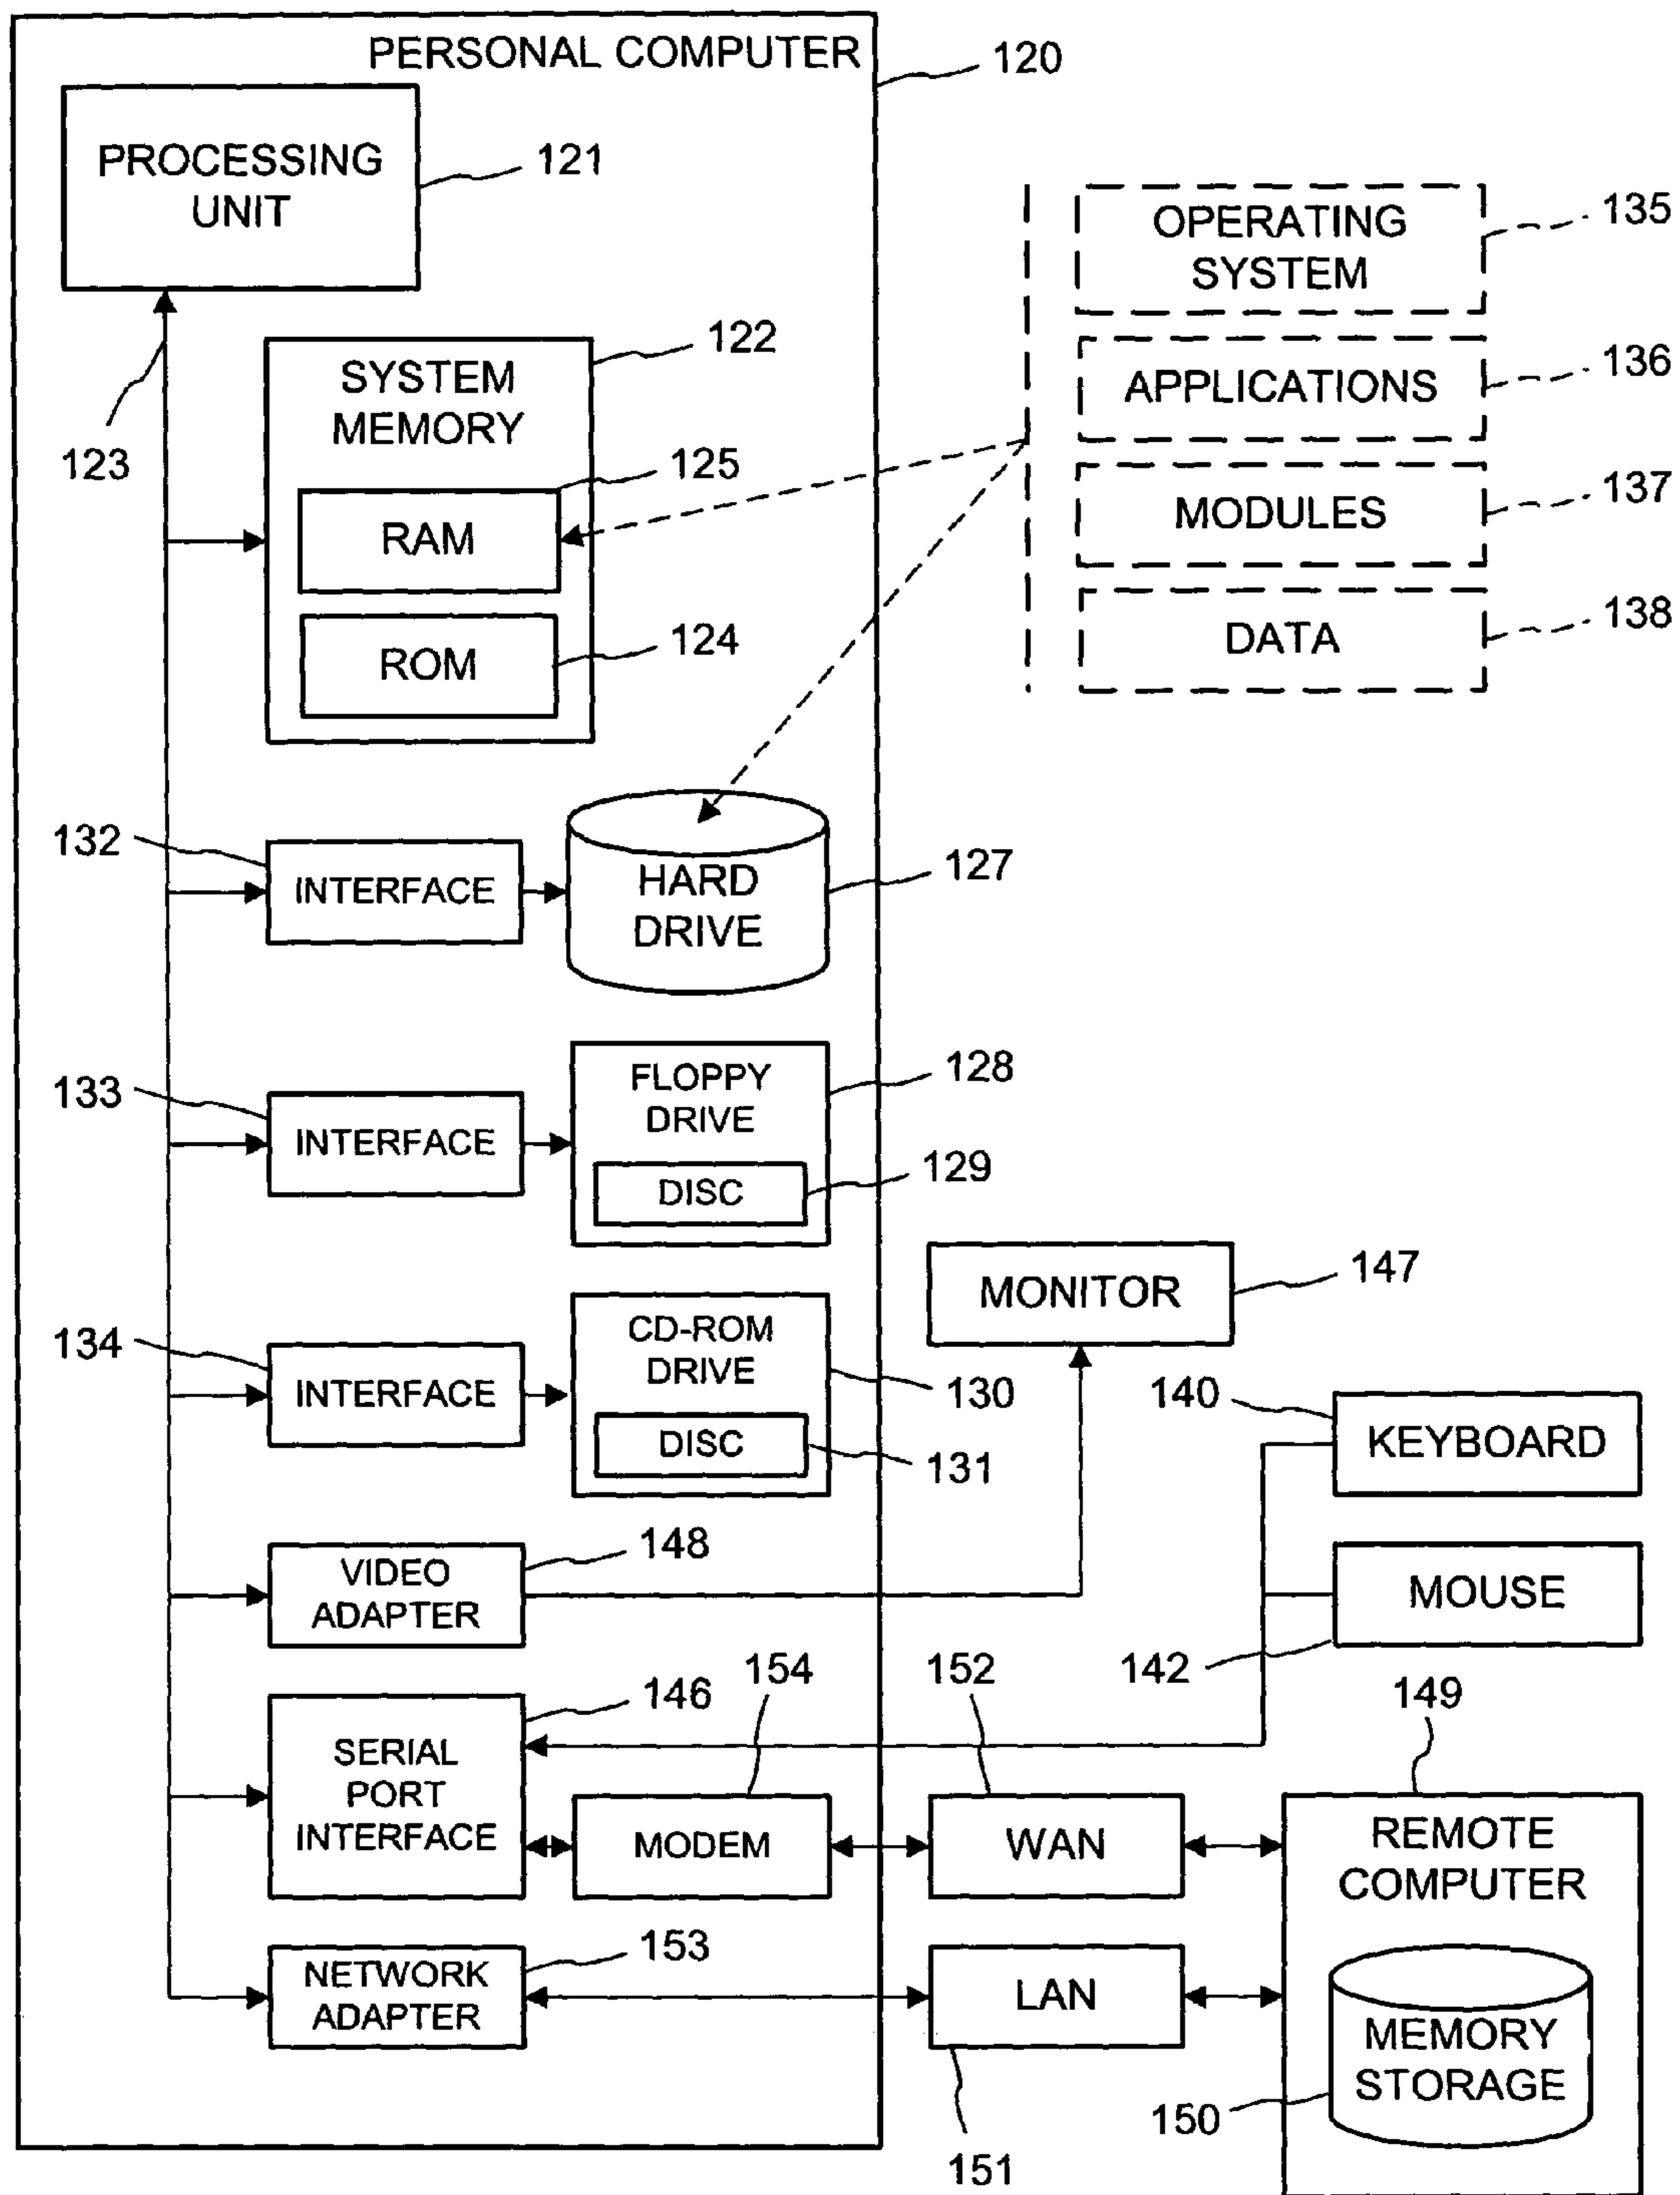 PERSONAL COMPUTER
120
PROCESSING
UNIT
121
135
OPERATING
SYSTEM
122
SYSTEM
MEMORY
136
APPLICATIONS
123
125
RAM
137
MODULES
124
ROM
138
DATA
132
INTERFACE
HARD
DRIVE
127
133
INTERFACE
FLOPPY
DRIVE
128
DISC
129
MONITOR
147
134
INTERFACE
CD-ROM
DRIVE
130
DISC
131
140
KEYBOARD
148
VIDEO
ADAPTER
MOUSE
142
146
154
152
149
SERIAL
PORT
INTERFACE
MODEM
WAN
REMOTE
COMPUTER
153
NETWORK
ADAPTER
LAN
151
MEMORY
STORAGE
150